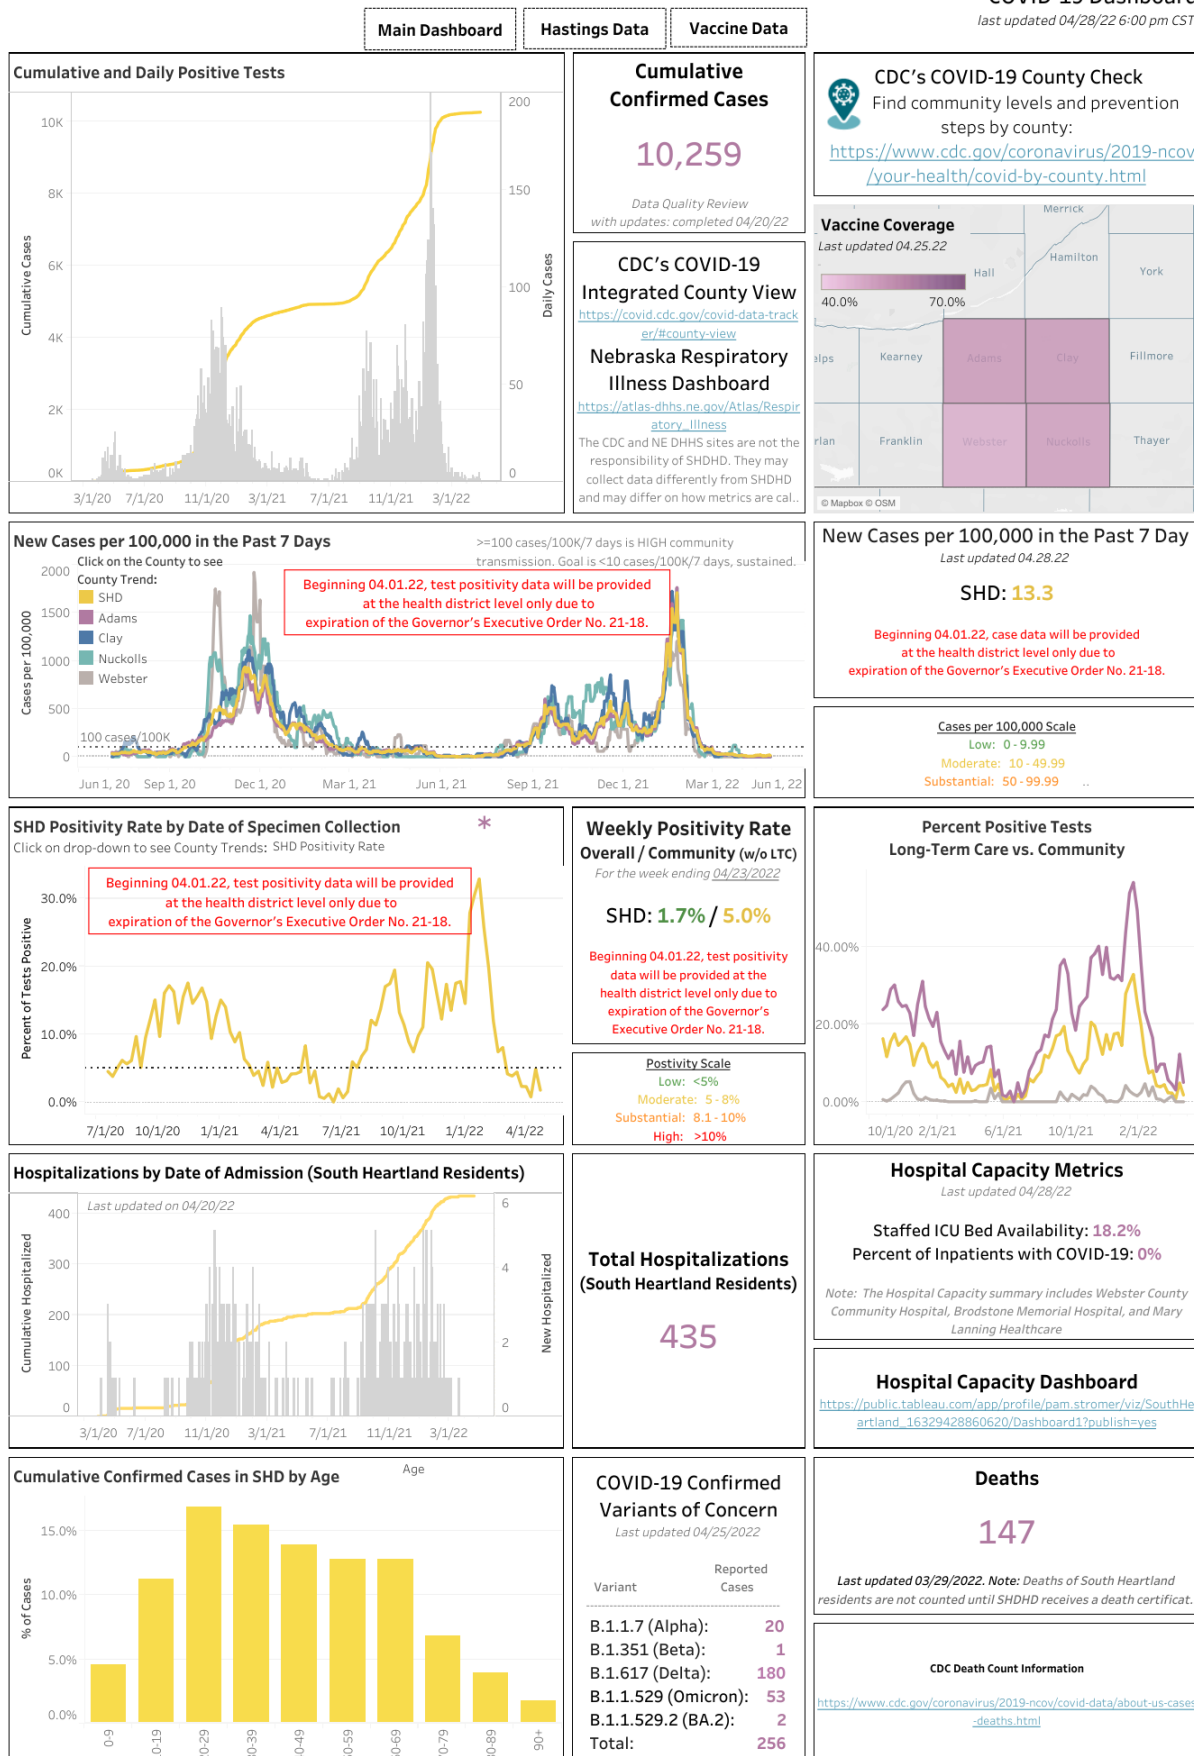 COVID-19 Dashboard
last updated 04/28/22 6:00 pm CST
Main Dashboard
Hastings Data
Vaccine Data
Cumulative and Daily Positive Tests
10K
8K
6K
4K
2K
0K
Cumulative Cases
200
150
100
50
0
Daily Cases
3/1/20 7/1/20 11/1/20 3/1/21 7/1/21 11/1/21 3/1/22
Cumulative
Confirmed Cases
10,259
Data Quality Review
with updates: completed 04/20/22
CDC's COVID-19
Integrated County View
https://covid.cdc.gov/covid-data-track
er/#county-view
Nebraska Respiratory
Illness Dashboard
https://atlas-dhhs.ne.gov/Atlas/Respir
atory_Illness
The CDC and NE DHHS sites are not the
responsibility of SHDHD. They may
collect data differently from SHDHD
and may differ on how metrics are cal..
CDC's COVID-19 County Check
Find community levels and prevention
steps by county:
https://www.cdc.gov/coronavirus/2019-ncov
/your-health/covid-by-county.html
Vaccine Coverage
Last updated 04.25.22
40.0% 70.0%
Merrick
Hall
Hamilton
York
elps
Kearney
Adams
Clay
Fillmore
rlan
Franklin
Webster
Nuckolls
Thayer
© Mapbox © OSM
New Cases per 100,000 in the Past 7 Days
>=100 cases/100K/7 days is HIGH community
transmission. Goal is <10 cases/100K/7 days, sustained.
Click on the County to see
County Trend:
SHD
Adams
Clay
Nuckolls
Webster
Beginning 04.01.22, test positivity data will be provided
at the health district level only due to
expiration of the Governor's Executive Order No. 21-18.
2000
1500
1000
500
0
Cases per 100,000
100 cases/100K
Jun 1, 20 Sep 1, 20 Dec 1, 20 Mar 1, 21 Jun 1, 21 Sep 1, 21 Dec 1, 21 Mar 1, 22 Jun 1, 22
New Cases per 100,000 in the Past 7 Day
Last updated 04.28.22
SHD: 13.3
Beginning 04.01.22, case data will be provided
at the health district level only due to
expiration of the Governor's Executive Order No. 21-18.
Cases per 100,000 Scale
Low: 0 - 9.99
Moderate: 10 - 49.99
Substantial: 50 - 99.99 ..
SHD Positivity Rate by Date of Specimen Collection *
Click on drop-down to see County Trends: SHD Positivity Rate
Beginning 04.01.22, test positivity data will be provided
at the health district level only due to
expiration of the Governor's Executive Order No. 21-18.
30.0%
20.0%
10.0%
0.0%
Percent of Tests Positive
7/1/20 10/1/20 1/1/21 4/1/21 7/1/21 10/1/21 1/1/22 4/1/22
Weekly Positivity Rate
Overall / Community (w/o LTC)
For the week ending 04/23/2022
SHD: 1.7% / 5.0%
Beginning 04.01.22, test positivity
data will be provided at the
health district level only due to
expiration of the Governor's
Executive Order No. 21-18.
Postivity Scale
Low: <5%
Moderate: 5 - 8%
Substantial: 8.1 - 10%
High: >10%
Percent Positive Tests
Long-Term Care vs. Community
40.00%
20.00%
0.00%
10/1/20 2/1/21 6/1/21 10/1/21 2/1/22
Hospitalizations by Date of Admission (South Heartland Residents)
Last updated on 04/20/22
400
300
200
100
0
Cumulative Hospitalized
6
4
2
0
New Hospitalized
3/1/20 7/1/20 11/1/20 3/1/21 7/1/21 11/1/21 3/1/22
Total Hospitalizations
(South Heartland Residents)
435
Hospital Capacity Metrics
Last updated 04/28/22
Staffed ICU Bed Availability: 18.2%
Percent of Inpatients with COVID-19: 0%
Note: The Hospital Capacity summary includes Webster County
Community Hospital, Brodstone Memorial Hospital, and Mary
Lanning Healthcare
Hospital Capacity Dashboard
https://public.tableau.com/app/profile/pam.stromer/viz/SouthHe
artland_16329428860620/Dashboard1?publish=yes
Cumulative Confirmed Cases in SHD by Age
Age
15.0%
10.0%
5.0%
0.0%
% of Cases
0-9
10-19
20-29
30-39
40-49
50-59
60-69
70-79
80-89
90+
COVID-19 Confirmed
Variants of Concern
Last updated 04/25/2022
Variant Reported Cases
B.1.1.7 (Alpha): 20
B.1.351 (Beta): 1
B.1.617 (Delta): 180
B.1.1.529 (Omicron): 53
B.1.1.529.2 (BA.2): 2
Total: 256
Deaths
147
Last updated 03/29/2022. Note: Deaths of South Heartland
residents are not counted until SHDHD receives a death certificat.
CDC Death Count Information
https://www.cdc.gov/coronavirus/2019-ncov/covid-data/about-us-cases
-deaths.html